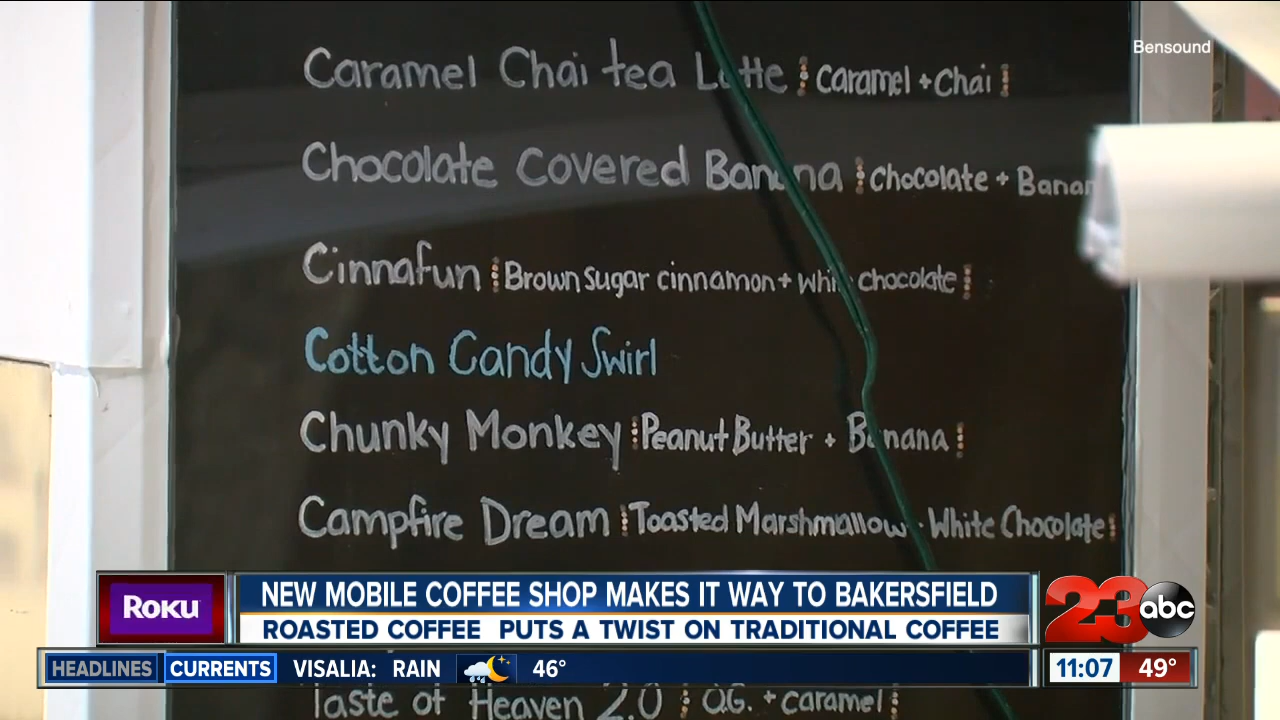 Bensound
Caramel Chai tea Latte ⋮ Caramel + Chai ⋮
Chocolate Covered Banana ⋮ Chocolate + Banan
Cinnafun ⋮ Brown sugar cinnamon + whi chocolate ⋮
Cotton Candy Swirl
Chunky Monkey ⋮ Peanut Butter + Banana ⋮
Campfire Dream ⋮ Toasted Marshmallow · White Chocolate ⋮
ROKU
NEW MOBILE COFFEE SHOP MAKES IT WAY TO BAKERSFIELD
ROASTED COFFEE PUTS A TWIST ON TRADITIONAL COFFEE
23 abc
HEADLINES CURRENTS VISALIA: RAIN 46° 11:07 49°
Taste of Heaven 2.0 ⋮ O.G. + caramel ⋮